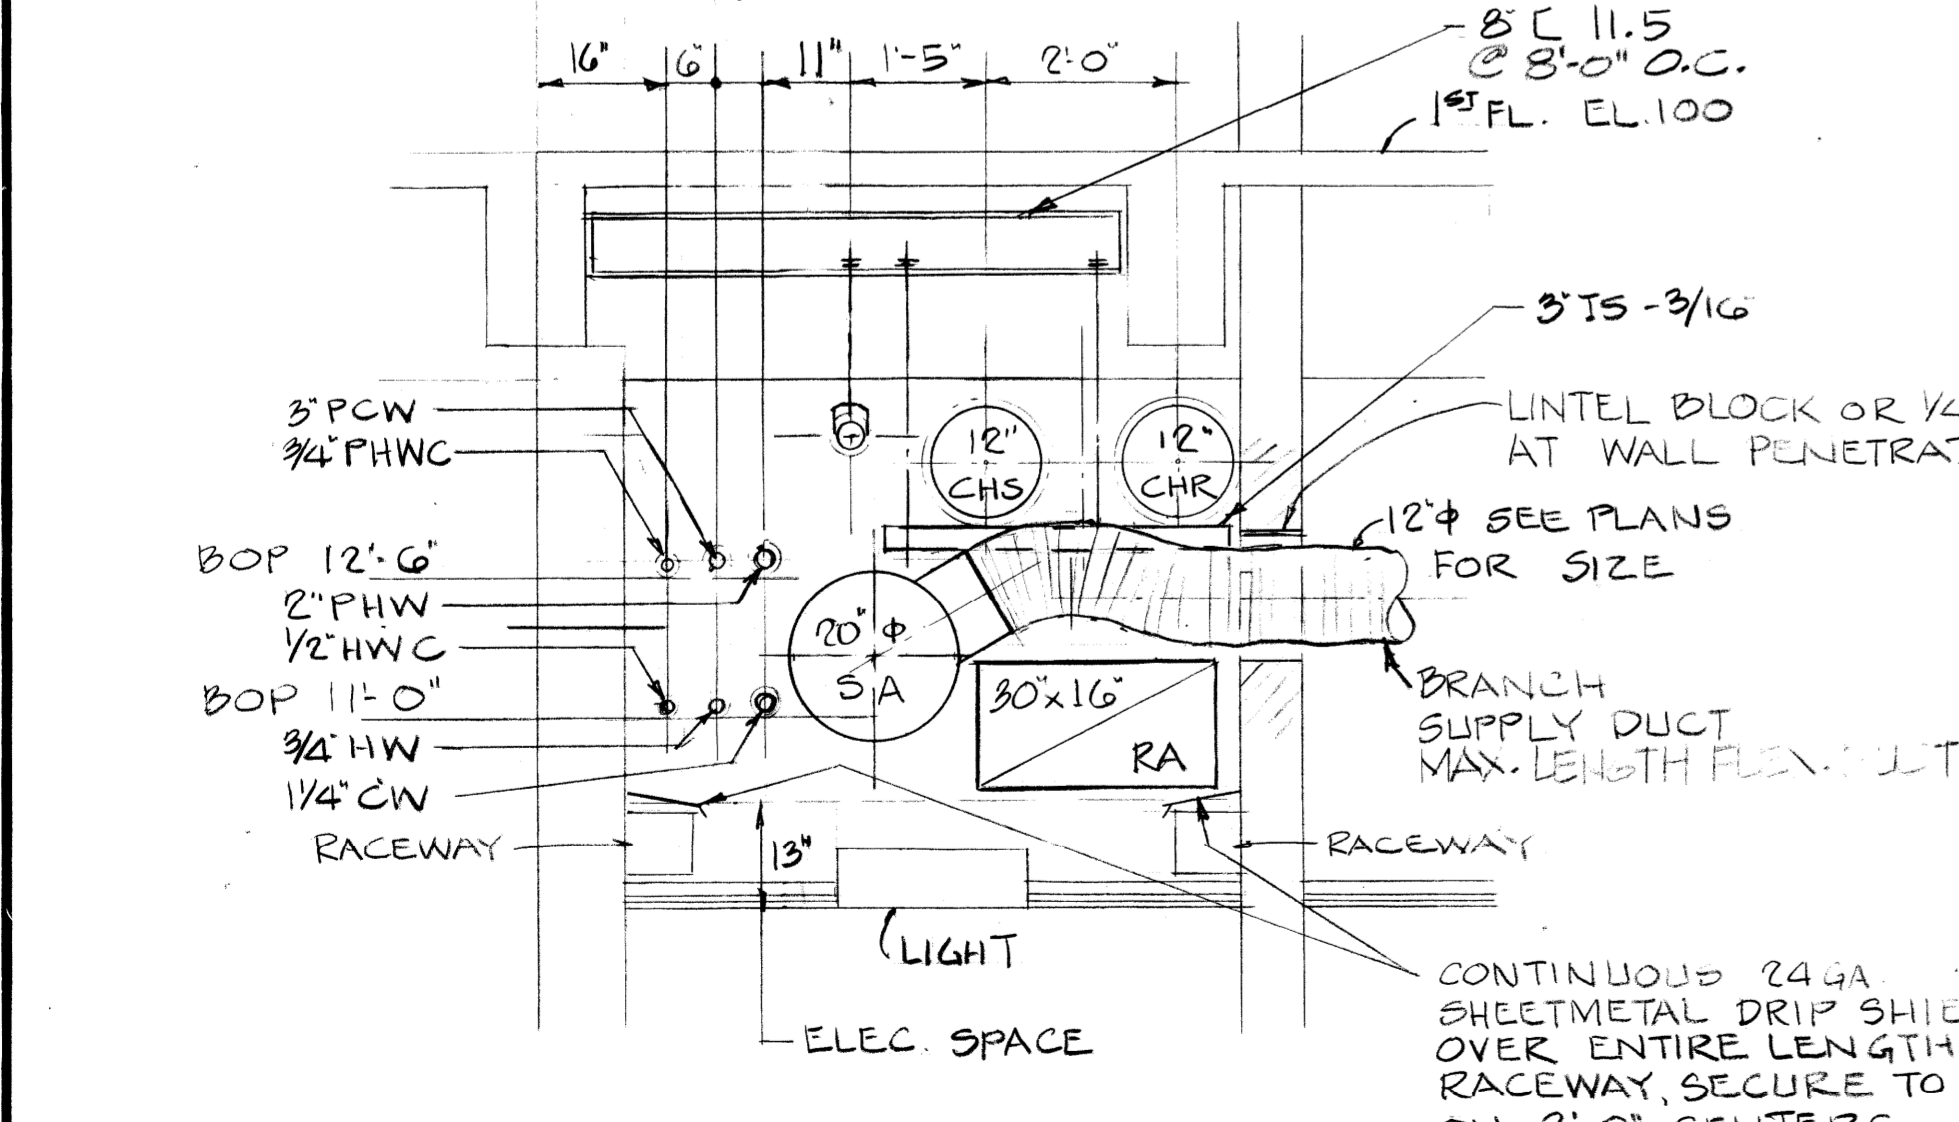 16" 6" 11" 1'-5" 2'-0"
8" [ 11.5
@ 8'-0" O.C.
1ST FL. EL.100
3" TS - 3/16"
3" PCW
3/4" PHWC
LINTEL BLOCK OR
AT WALL
12" CHS
12" CHR
12"ϕ SEE PLANS
FOR SIZE
BOP 12'-6"
2" PHW
1/2" HWC
BOP 11'-0"
3/4" HW
1 1/4" CW
20"ϕ
SA
30"x16"
RA
BRANCH
SUPPLY DUCT
MAX. LENGTH
RACEWAY
13"
RACEWAY
LIGHT
ELEC. SPACE
CONTINUOUS 24 GA.
SHEETMETAL DRIP
OVER ENTIRE LENGTH
RACEWAY, SECURE TO